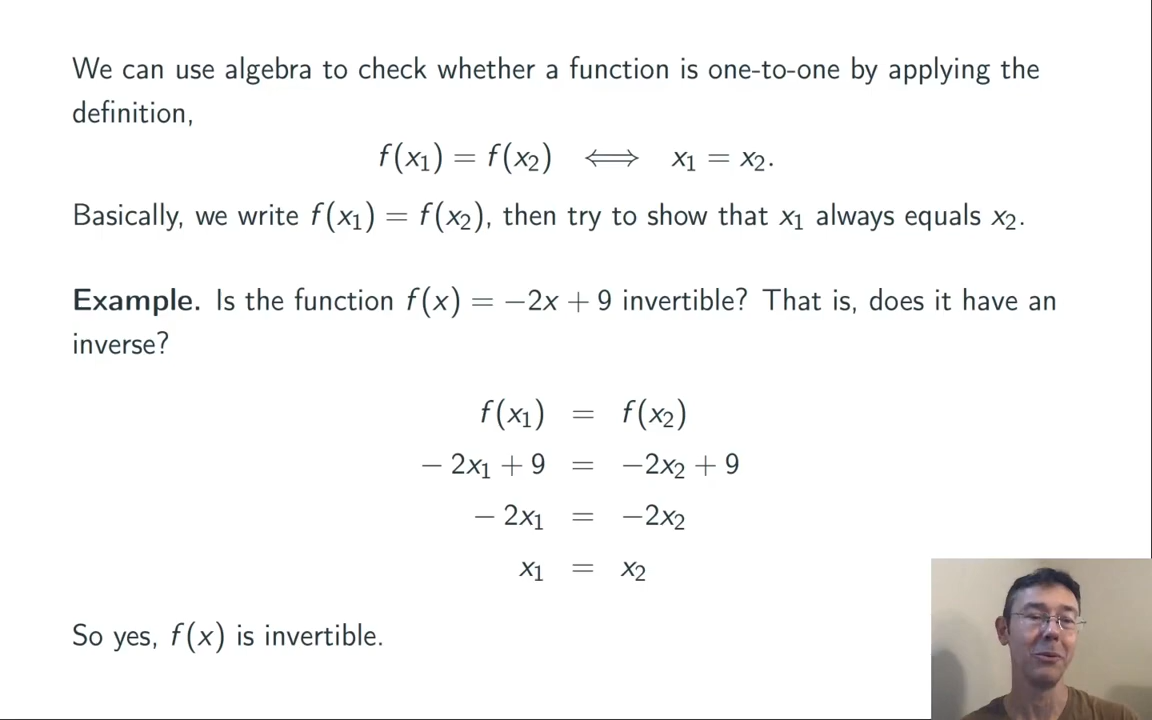 We can use algebra to check whether a function is one-to-one by applying the
definition,
f(x₁) = f(x₂) ⟺ x₁ = x₂.
Basically, we write f(x₁) = f(x₂), then try to show that x₁ always equals x₂.
Example. Is the function f(x) = −2x + 9 invertible? That is, does it have an
inverse?
f(x₁) = f(x₂)
− 2x₁ + 9 = −2x₂ + 9
− 2x₁ = −2x₂
x₁ = x₂
So yes, f(x) is invertible.